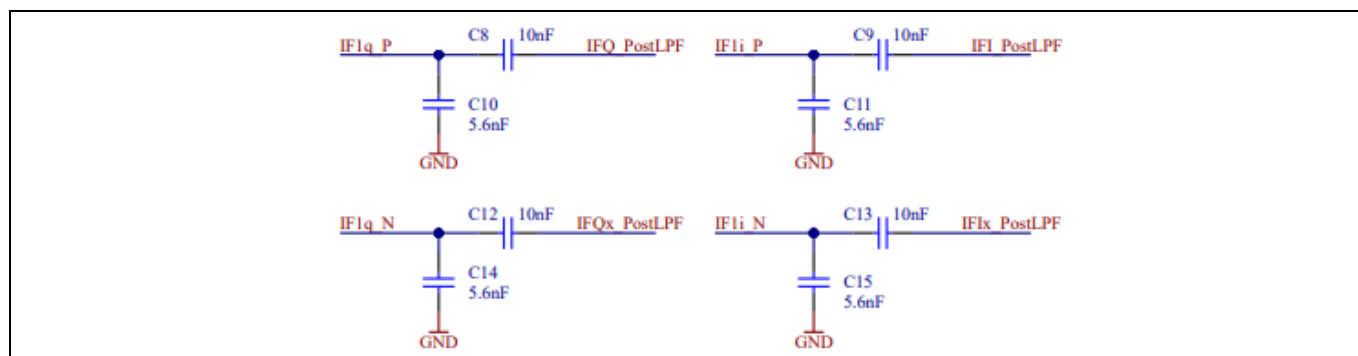 IF1q_P C8 10nF IFQ_PostLPF
C10
5.6nF
GND
IF1i_P C9 10nF IFI_PostLPF
C11
5.6nF
GND
IF1q_N C12 10nF IFQx_PostLPF
C14
5.6nF
GND
IF1i_N C13 10nF IFIx_PostLPF
C15
5.6nF
GND